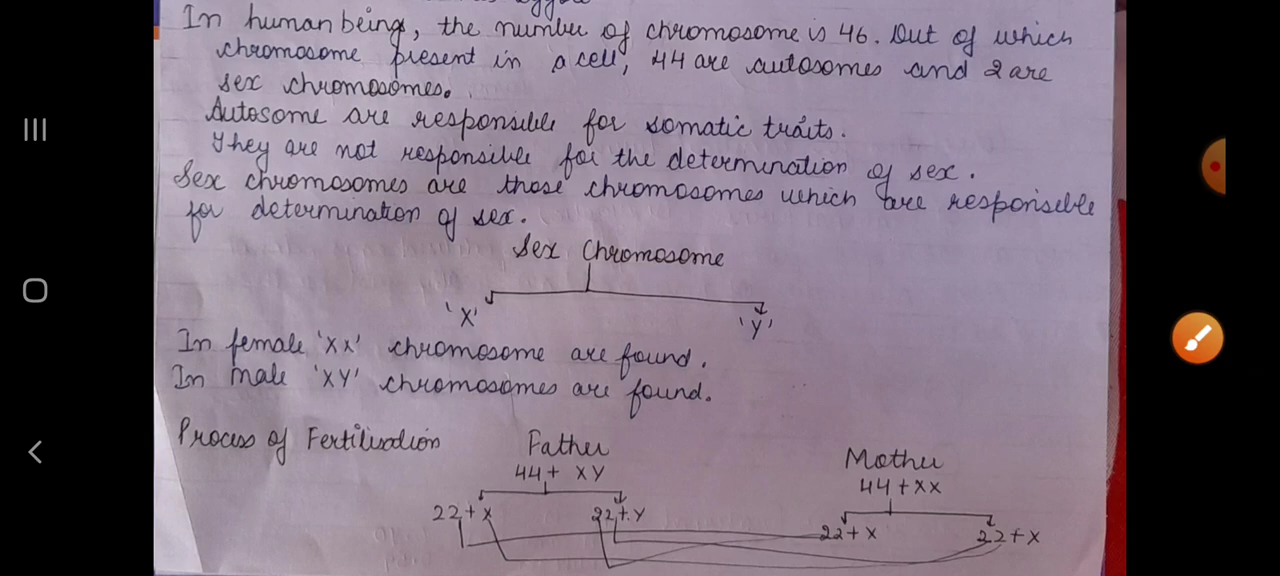 In human being, the number of chromosome is 46. Out of which
chromosome present in a cell, 44 are autosomes and 2 are
sex chromosomes.
Autosome are responsible for somatic traits.
They are not responsible for the determination of sex.
Sex chromosomes are those chromosomes which are responsible
for determination of sex.
Sex Chromosome
'X' 'Y'
In female 'XX' chromosome are found.
In male 'XY' chromosomes are found.
Process of Fertilisation
Father
44+ XY
22+X 22+Y
Mother
44+XX
22+X 22+X